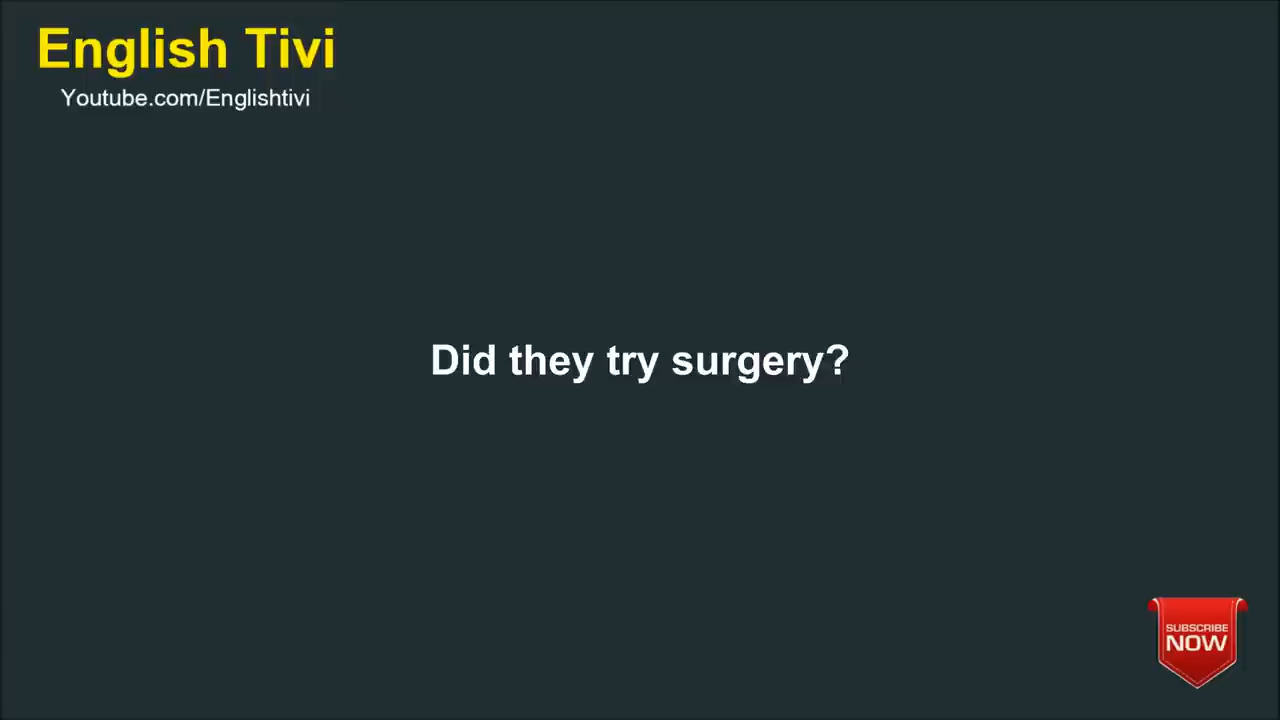 English Tivi
Youtube.com/Englishtivi
Did they try surgery?
SUBSCRIBE
NOW